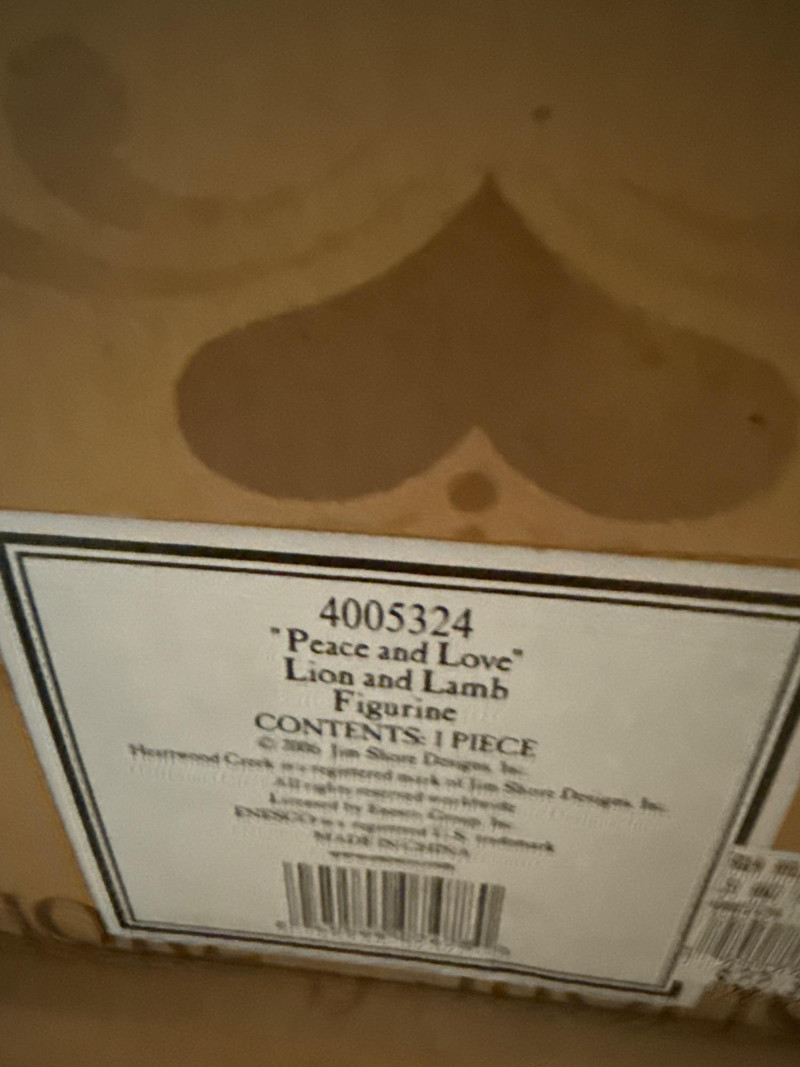 4005324
"Peace and Love"
Lion and Lamb
Figurine
CONTENTS: 1 PIECE
© 2006 Jim Shore Designs, Inc.
Heartwood Creek is a registered mark of Jim Shore Designs, Inc.
All rights reserved worldwide
Licensed by Enesco Group, Inc.
ENESCO is a registered U.S. trademark
MADE IN CHINA